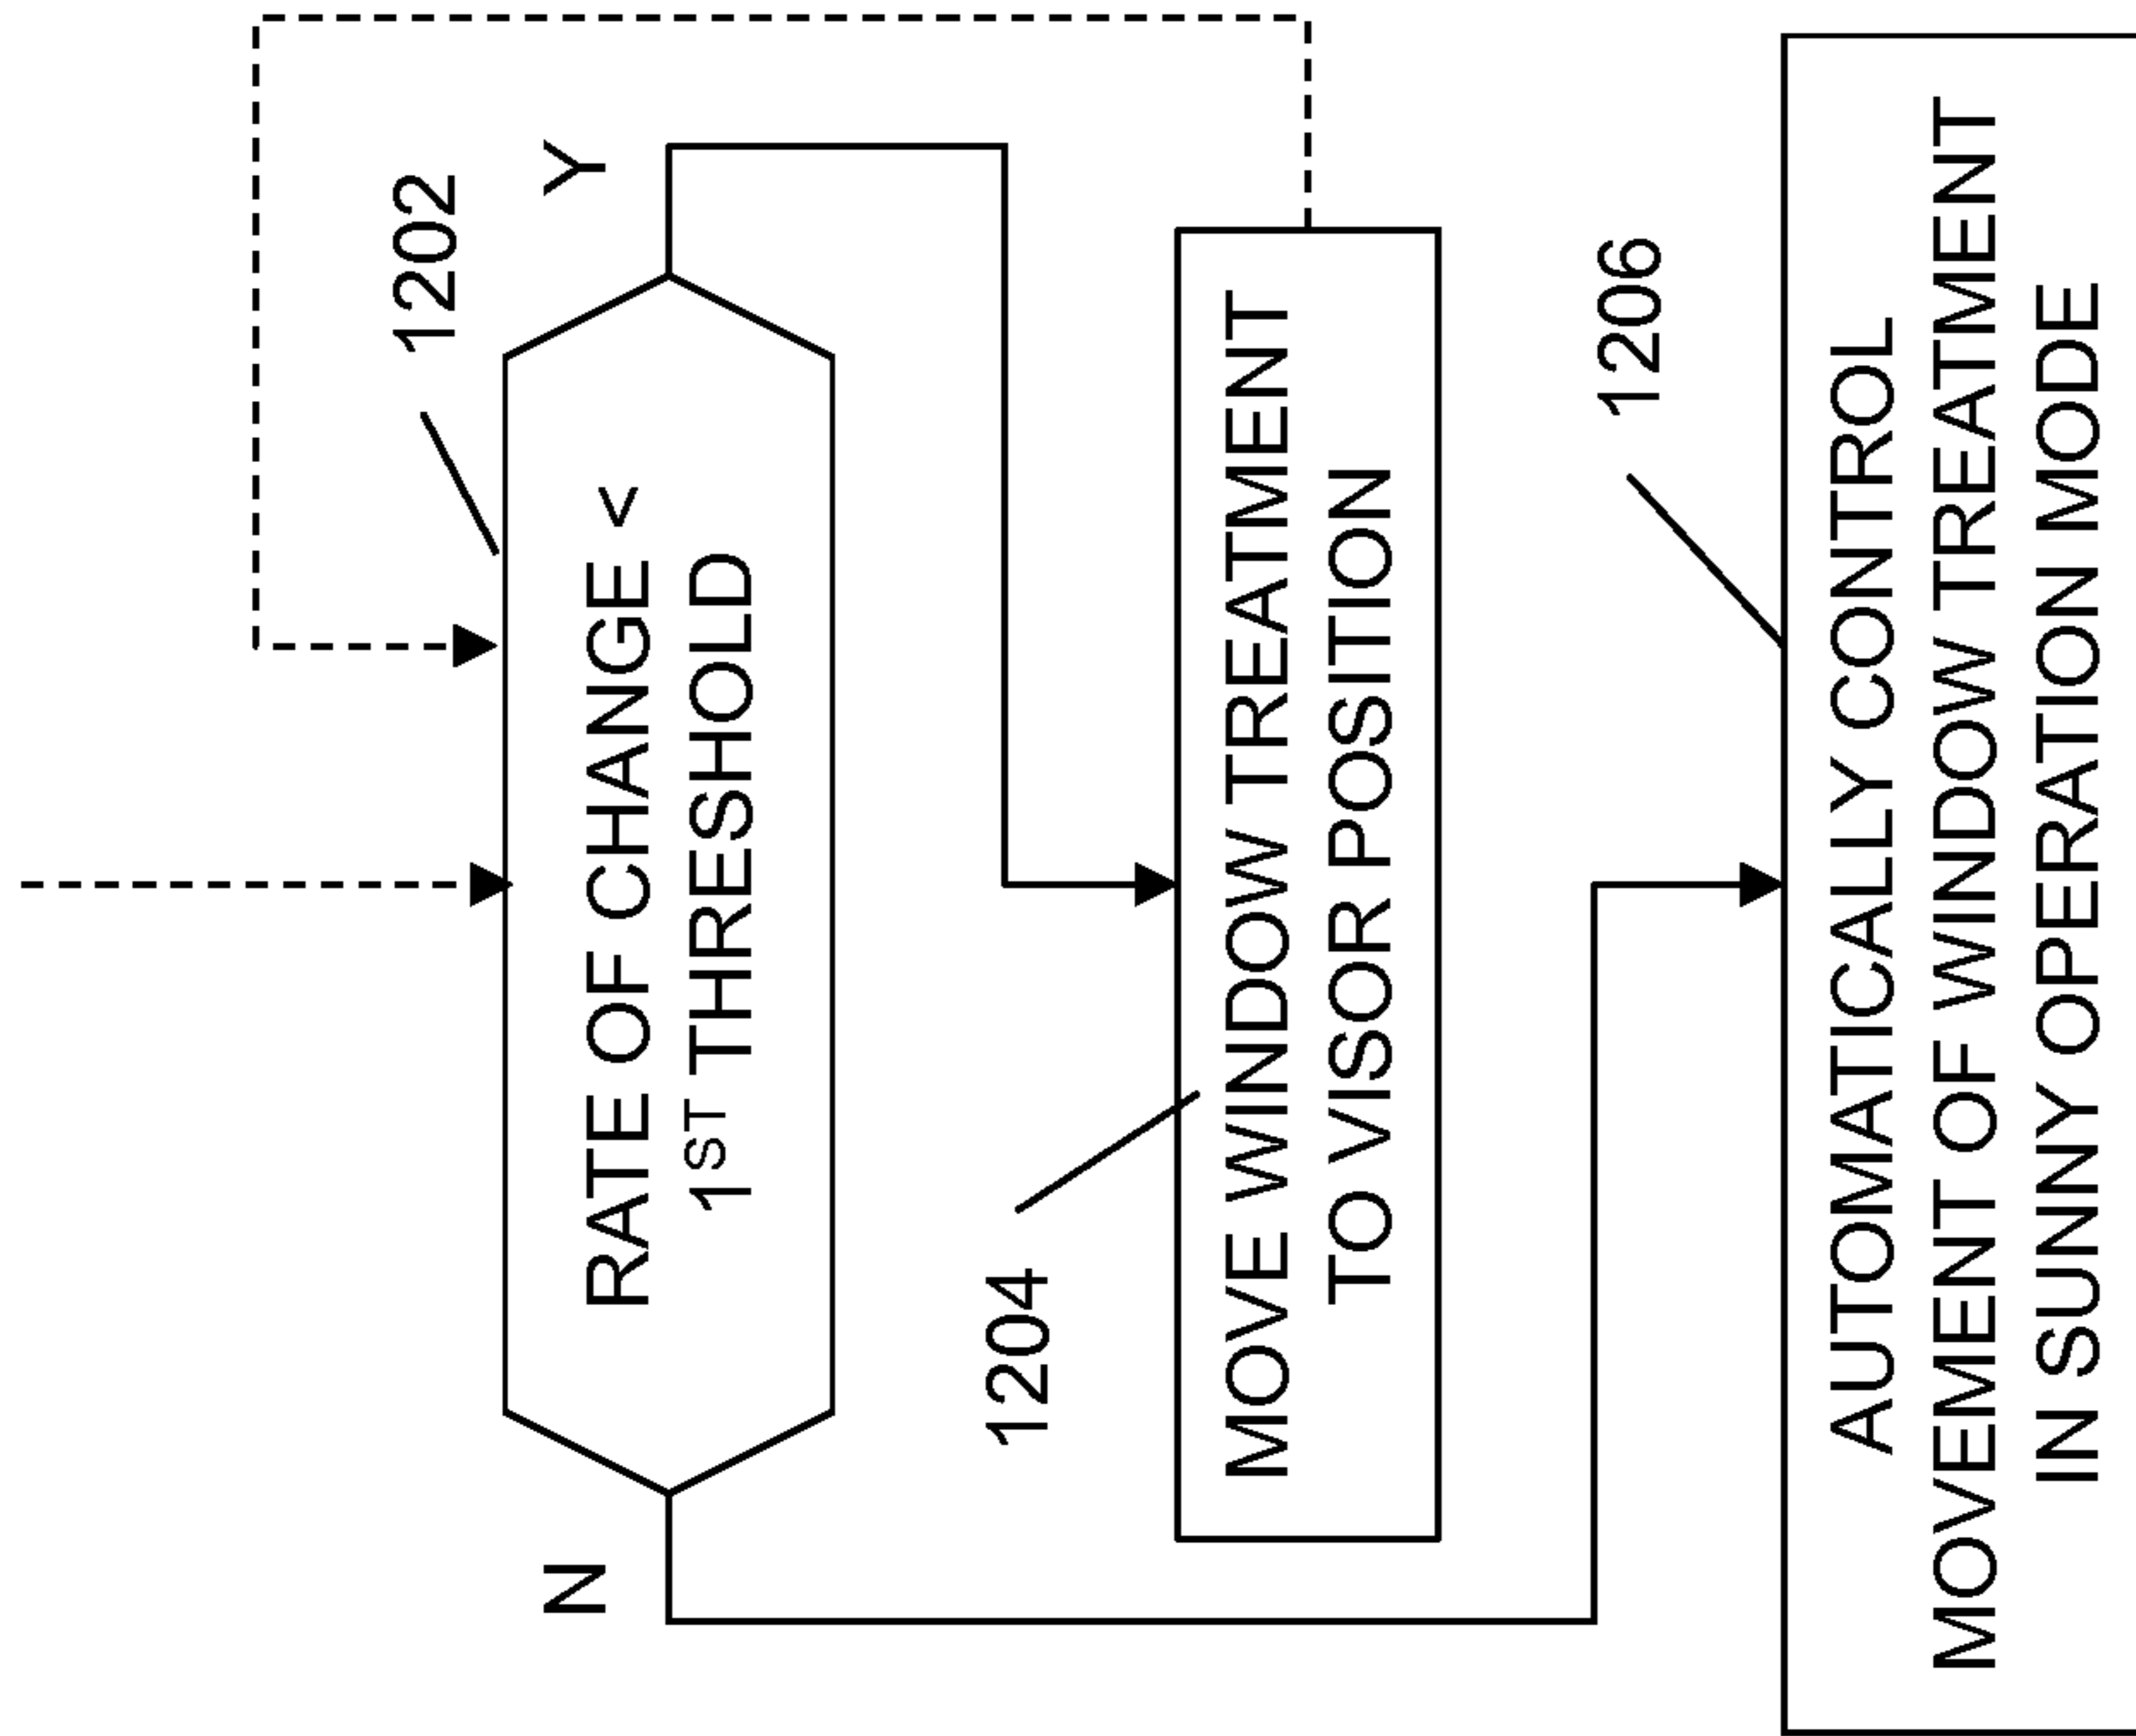 1202
RATE OF CHANGE <
1ST THRESHOLD
N
Y
1204
MOVE WINDOW TREATMENT
TO VISOR POSITION
1206
AUTOMATICALLY CONTROL
MOVEMENT OF WINDOW TREATMENT
IN SUNNY OPERATION MODE